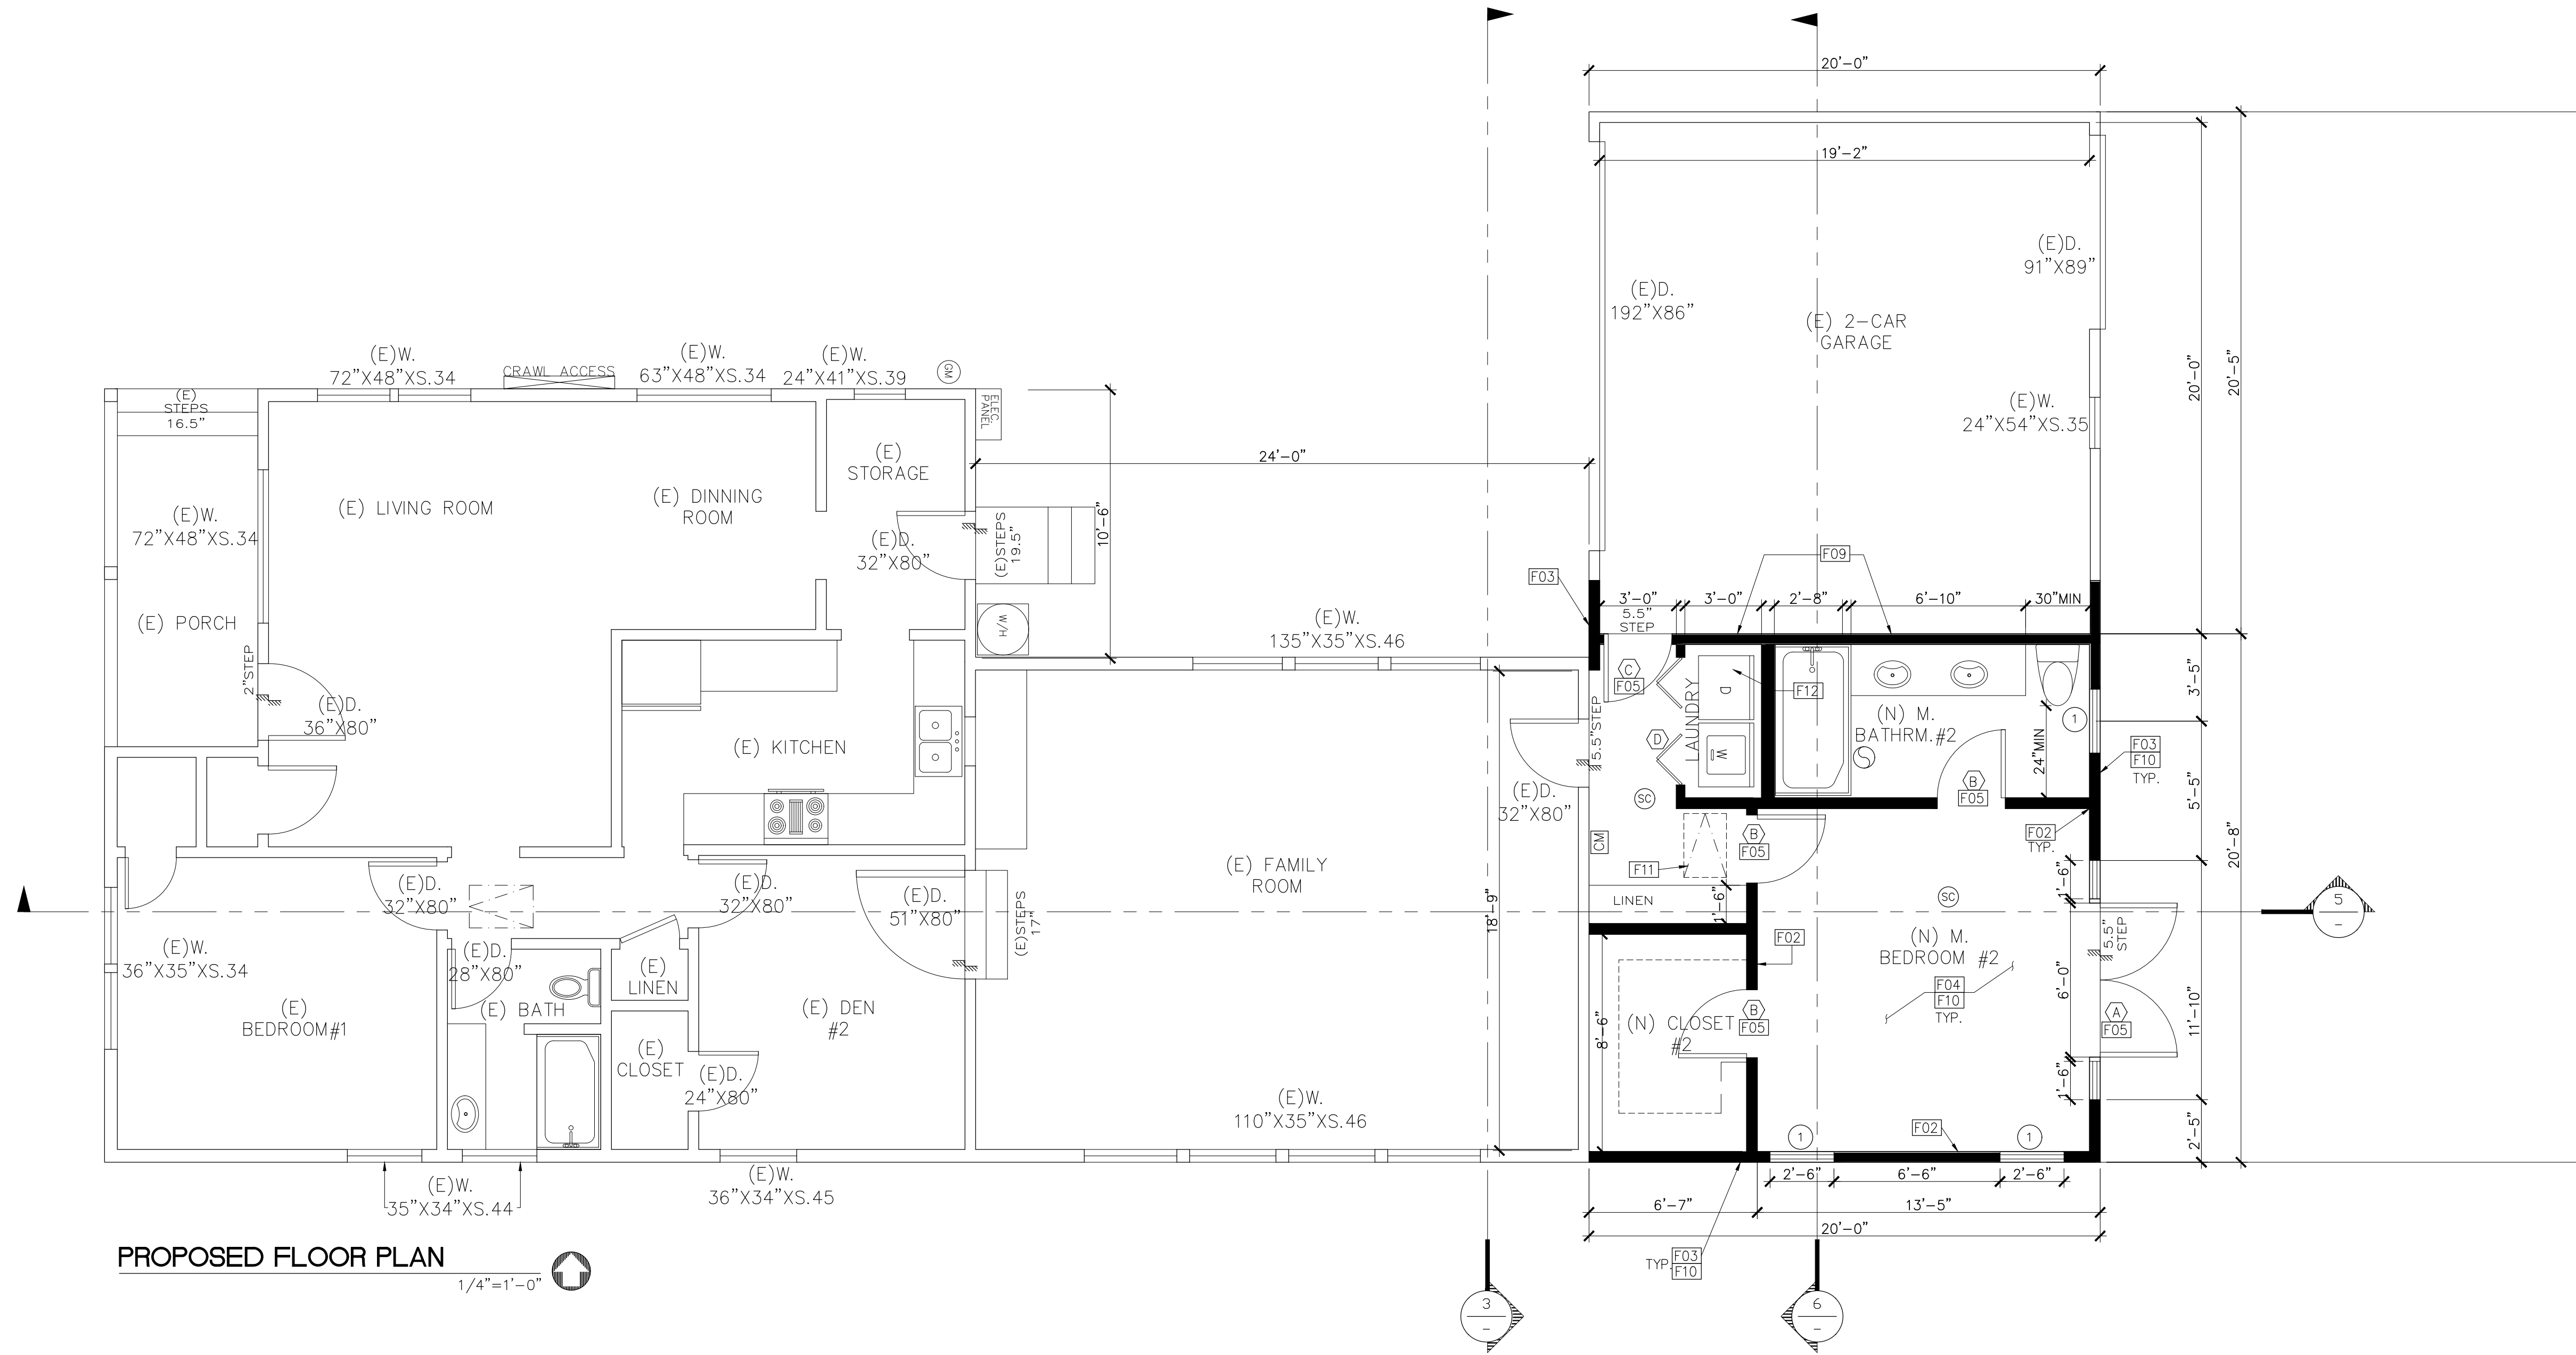 20'-0"
19'-2"
(E)D.
91"X89"
(E)D.
192"X86"
(E) 2-CAR
GARAGE
20'-0"
20'-5"
(E)W.
24"X54"XS.35
(E)W.
72"X48"XS.34
CRAWL ACCESS
(E)W.
63"X48"XS.34
(E)W.
24"X41"XS.39
GM
(E)
STEPS
16.5"
ELEC.
PANEL
(E)
STORAGE
24'-0"
(E)W.
72"X48"XS.34
(E) LIVING ROOM
(E) DINNING
ROOM
(E)D.
32"X80"
(E)STEPS
19.5"
10'-6"
F09
F03
3'-0"
3'-0"
2'-8"
6'-10"
30"MIN
5.5"
STEP
(E) PORCH
W/H
(E)W.
135"X35"XS.46
2"STEP
(E)D.
36"X80"
(E) KITCHEN
C
F05
D
F12
LAUNDRY
D
W
5.5"STEP
(N) M.
BATHRM.#2
1
24"MIN
3'-5"
F03
F10
TYP.
B
F05
5'-5"
SC
(E)D.
32"X80"
CM
F02
TYP.
B
F05
F11
1'-6"
20'-8"
(E) FAMILY
ROOM
(E)D.
32"X80"
(E)D.
32"X80"
(E)D.
51"X80"
(E)STEPS
17"
18'-9"
LINEN
1'-6"
SC
5
-
5.5"
STEP
(E)W.
36"X35"XS.34
(E)D.
28"X80"
(E)
LINEN
F02
(N) M.
BEDROOM #2
F04
F10
TYP.
6'-0"
11'-10"
A
F05
(E)
BEDROOM#1
(E) BATH
(E) DEN
#2
8'-6"
(N) CLOSET
#2
B
F05
(E)
CLOSET
(E)D.
24"X80"
1'-6"
(E)W.
110"X35"XS.46
1
F02
1
2'-5"
(E)W.
35"X34"XS.44
(E)W.
36"X34"XS.45
2'-6"
6'-6"
2'-6"
6'-7"
13'-5"
20'-0"
TYP.
F03
F10
PROPOSED FLOOR PLAN
1/4"=1'-0"
3
-
6
-